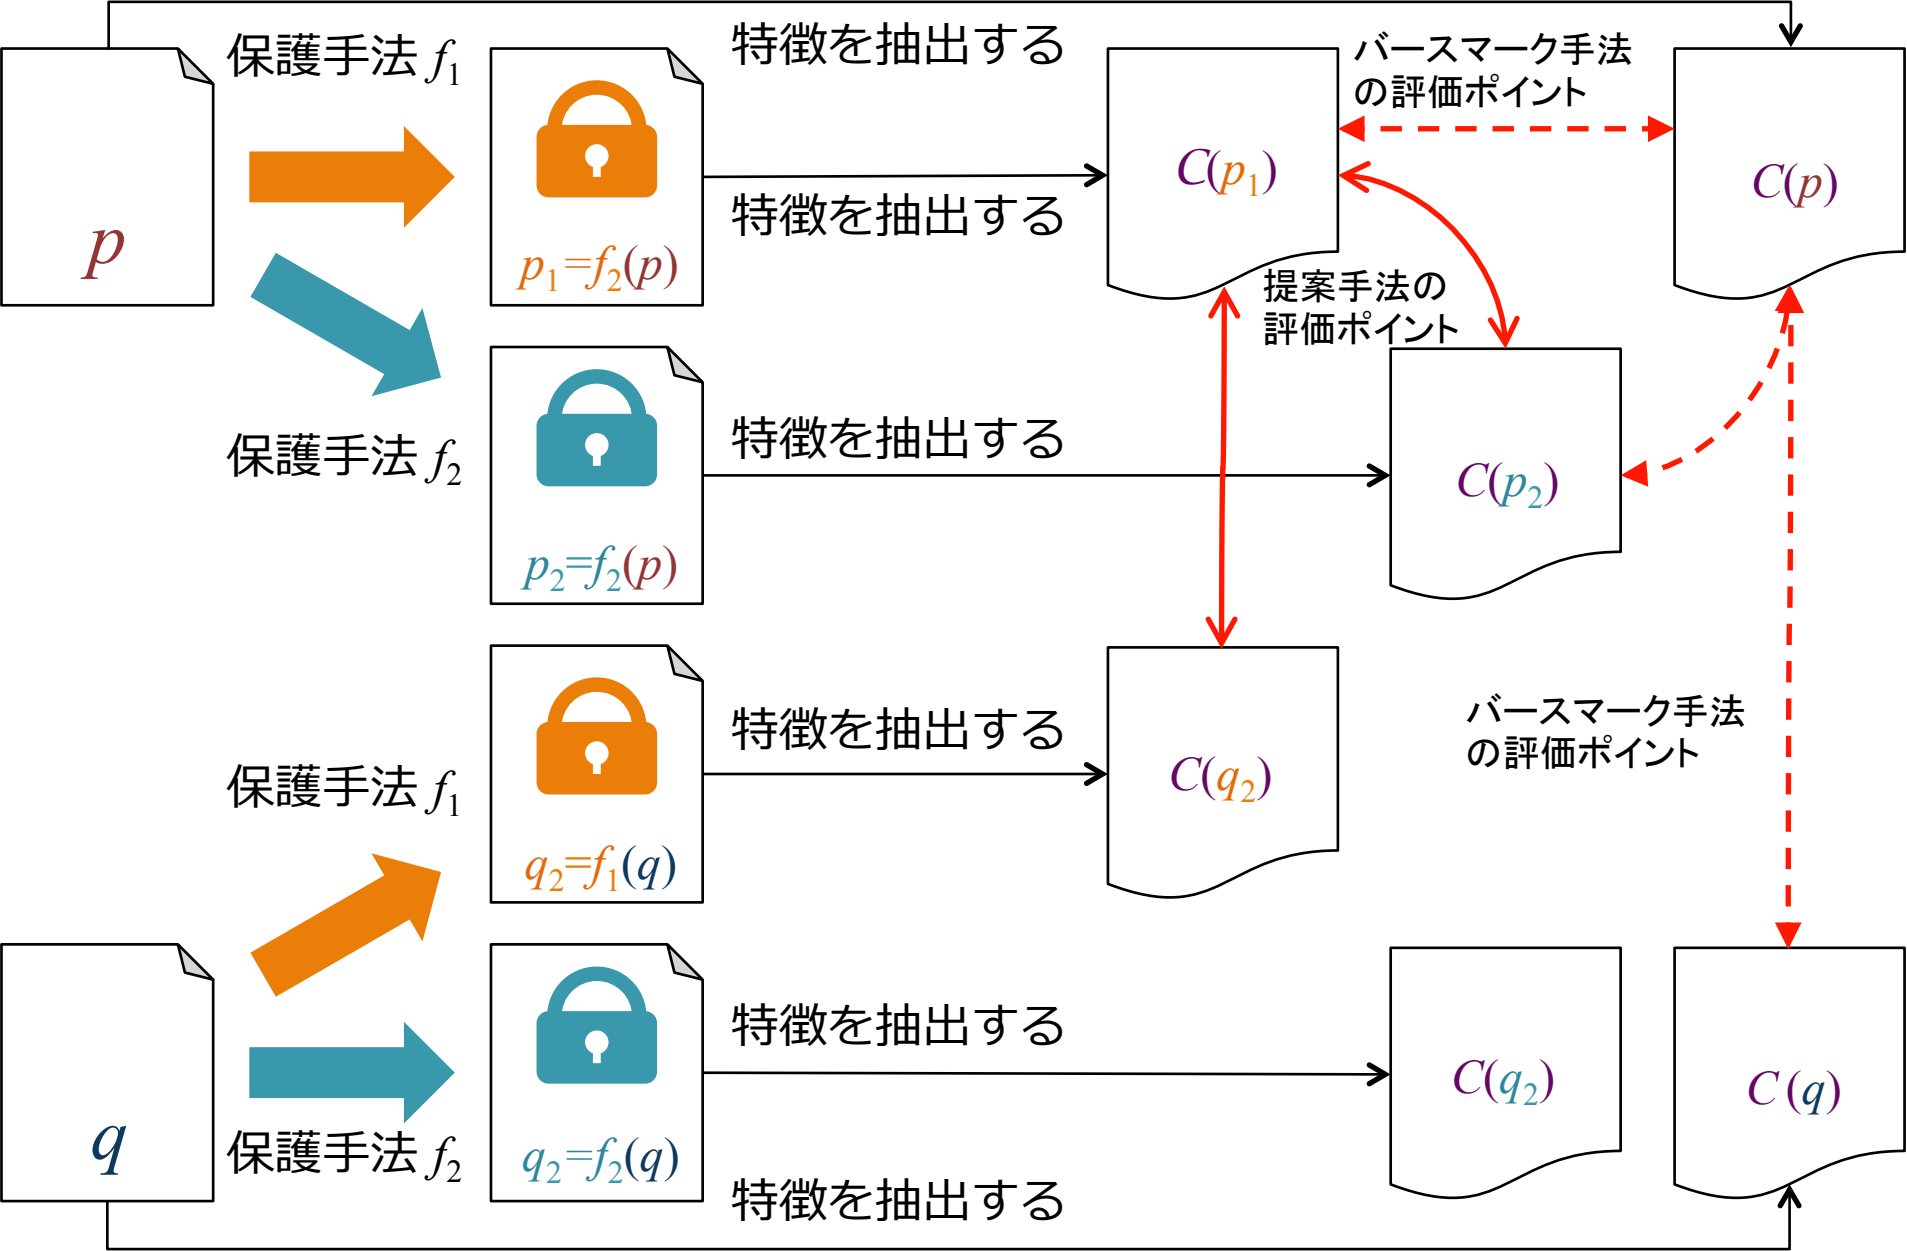 特徴を抽出する
保護手法 f1
バースマーク手法
の評価ポイント
p
p1=f2(p)
特徴を抽出する
C(p1)
C(p)
提案手法の
評価ポイント
保護手法 f2
特徴を抽出する
p2=f2(p)
C(p2)
保護手法 f1
特徴を抽出する
q2=f1(q)
C(q2)
バースマーク手法
の評価ポイント
q
保護手法 f2
特徴を抽出する
q2=f2(q)
C(q2)
C (q)
特徴を抽出する